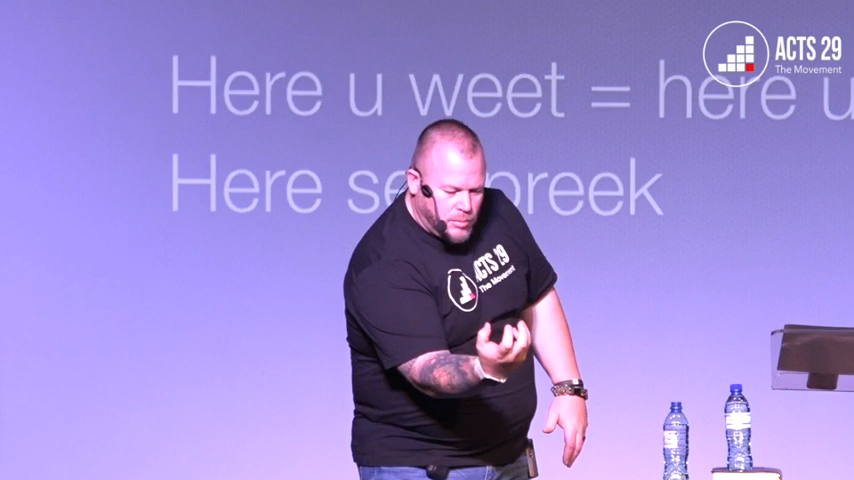 ACTS 29
The Movement
Here u weet = here u
Here se preek
ACTS 29
The Movement